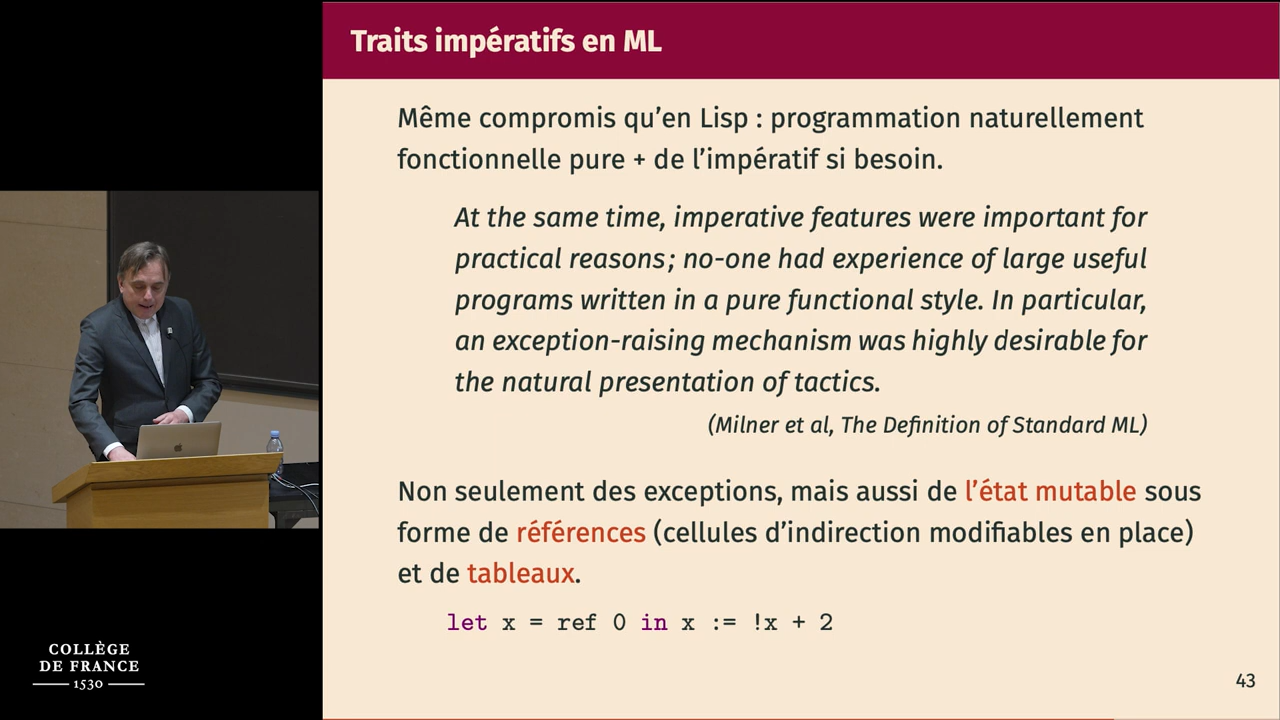 Traits impératifs en ML
Même compromis qu'en Lisp : programmation naturellement
fonctionnelle pure + de l'impératif si besoin.
At the same time, imperative features were important for
practical reasons ; no-one had experience of large useful
programs written in a pure functional style. In particular,
an exception-raising mechanism was highly desirable for
the natural presentation of tactics.
(Milner et al, The Definition of Standard ML)
Non seulement des exceptions, mais aussi de l'état mutable sous
forme de références (cellules d'indirection modifiables en place)
et de tableaux.
let x = ref 0 in x := !x + 2
COLLÈGE
DE FRANCE
1530
43